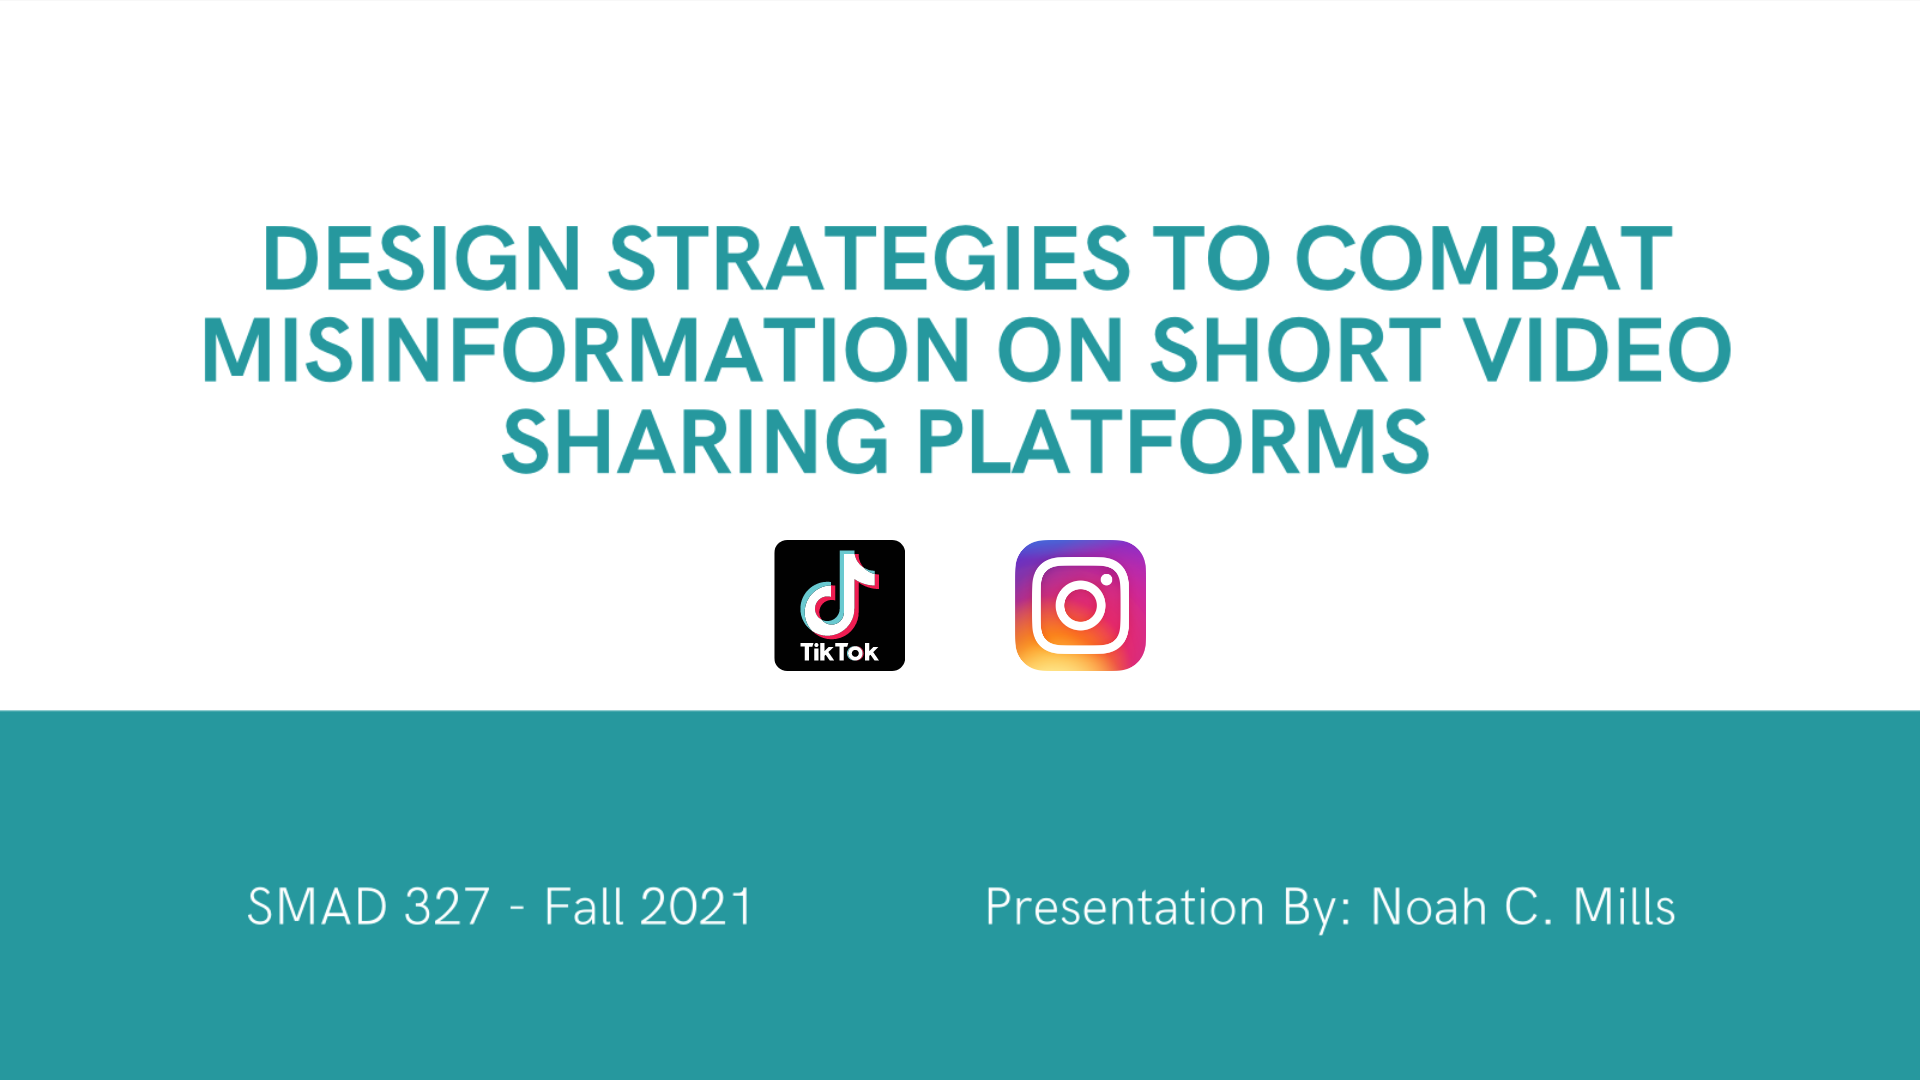 DESIGN STRATEGIES TO COMBAT
MISINFORMATION ON SHORT VIDEO
SHARING PLATFORMS
TikTok
SMAD 327 - Fall 2021
Presentation By: Noah C. Mills